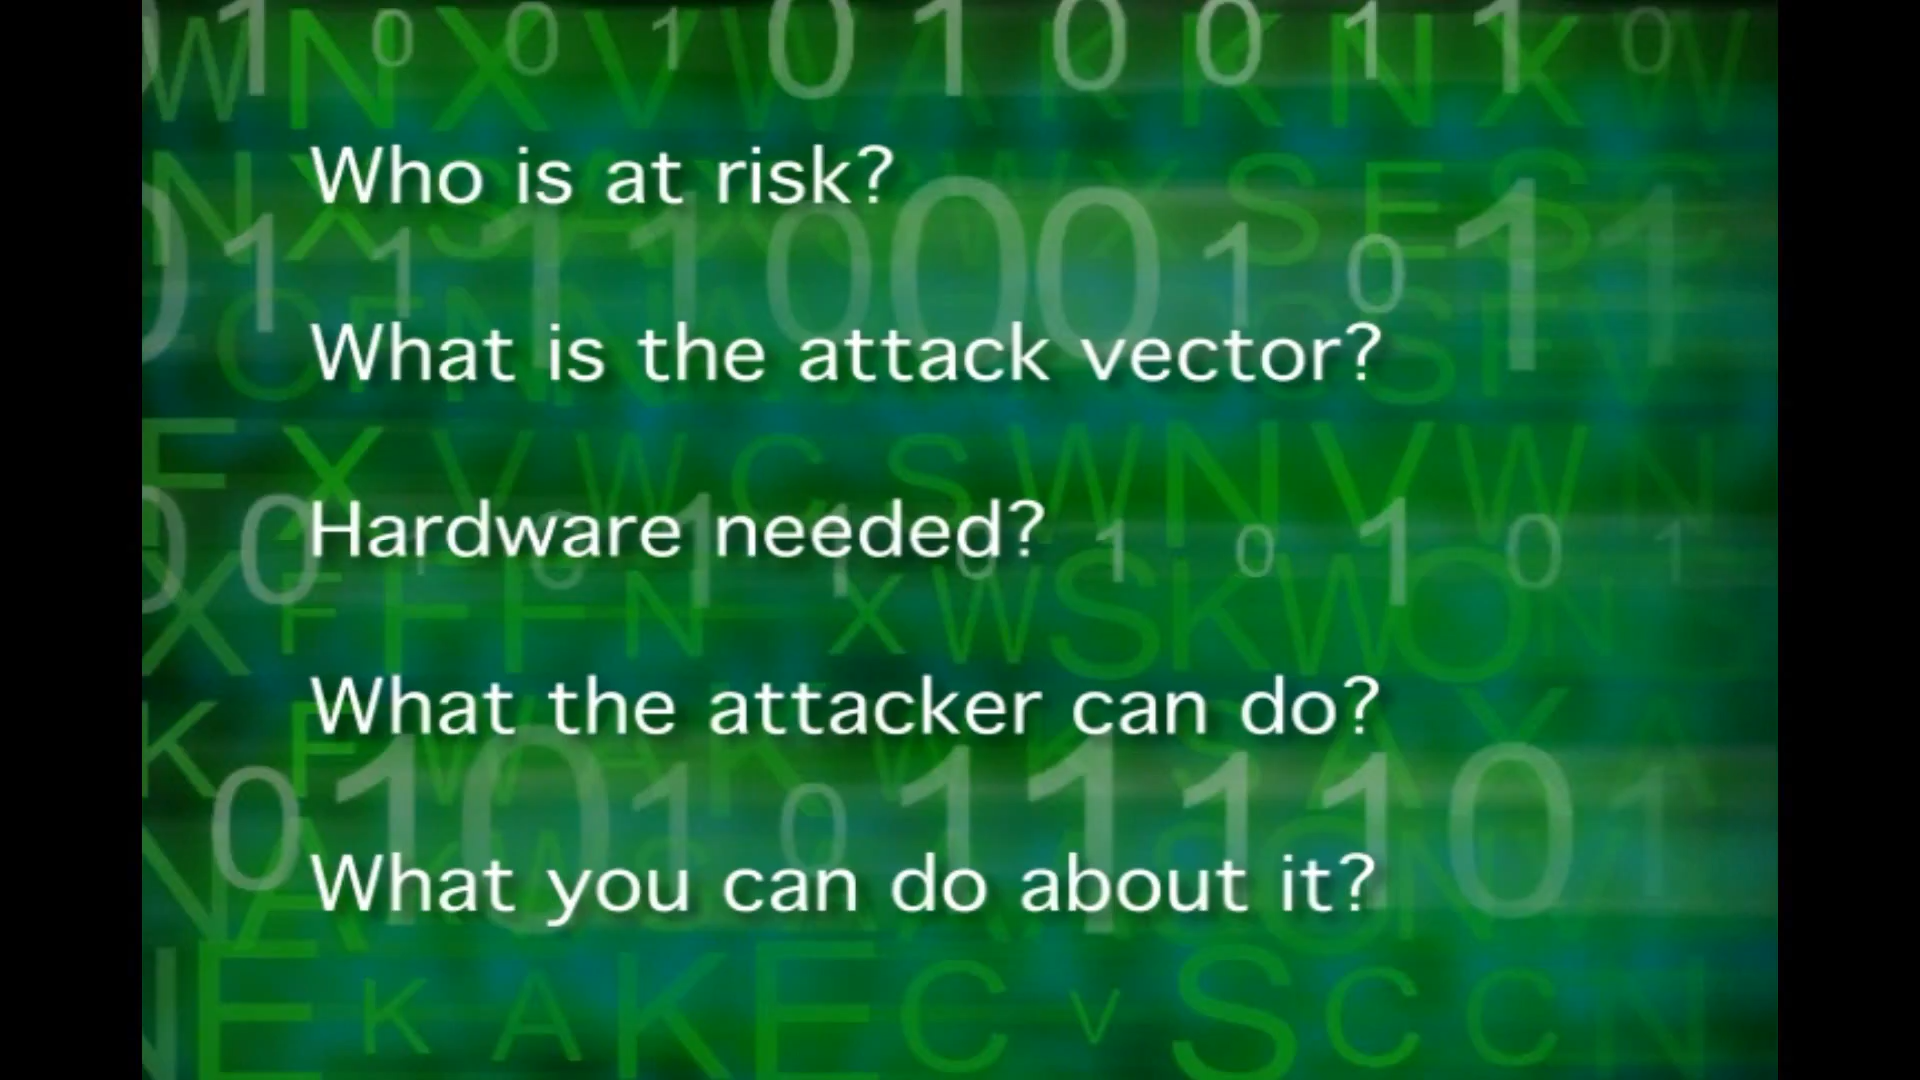 Who is at risk?
What is the attack vector?
Hardware needed?
What the attacker can do?
What you can do about it?